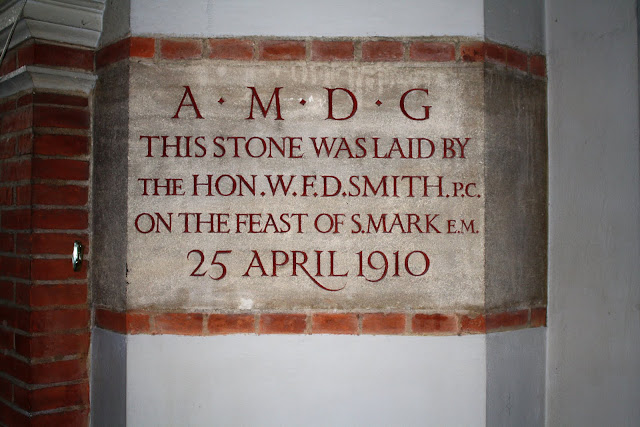 A · M · D · G
THIS STONE WAS LAID BY
THE HON. W. F. D. SMITH. P.C.
ON THE FEAST OF S. MARK E.M.
25 APRIL 1910